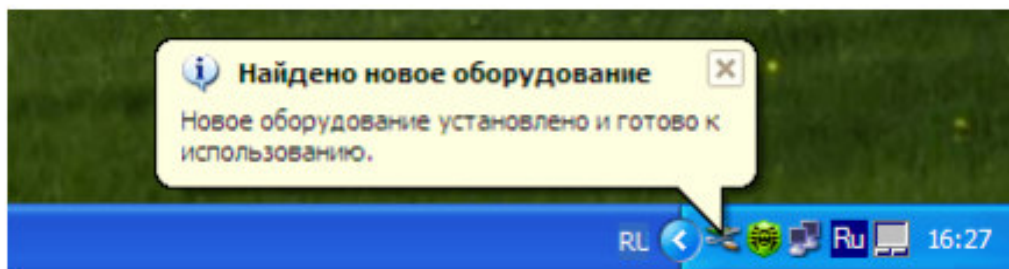 Найдено новое оборудование
Новое оборудование установлено и готово к
использованию.
RL Ru 16:27